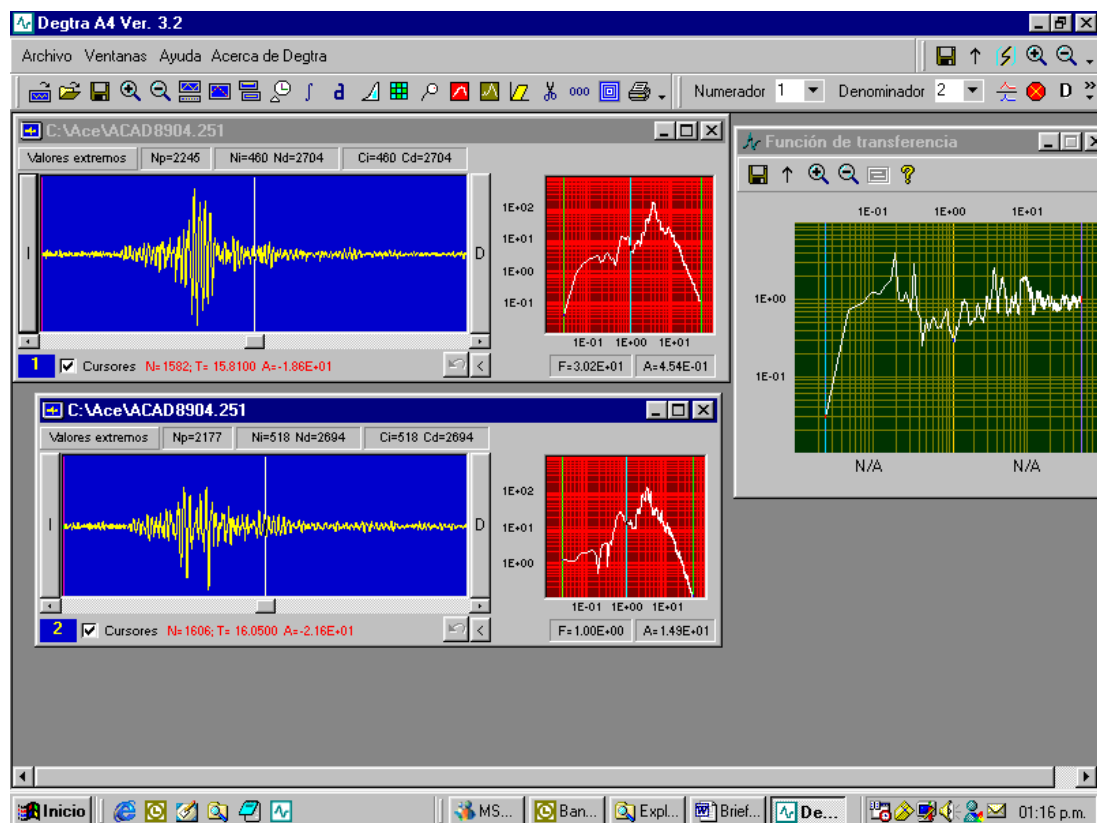 Degtra A4 Ver. 3.2
Archivo Ventanas Ayuda Acerca de Degtra
Numerador 1 Denominador 2 D
C:\Ace\ACAD8904.251
Valores extremos Np=2245 Ni=460 Nd=2704 Ci=460 Cd=2704
I
D
1E+02
1E+01
1E+00
1E-01
1E-01 1E+00 1E+01
1 Cursores N=1582; T= 15.8100 A=-1.86E+01
F=3.02E+01 A=4.54E-01
Función de transferencia
1E-01 1E+00 1E+01
1E+00
1E-01
N/A N/A
C:\Ace\ACAD8904.251
Valores extremos Np=2177 Ni=518 Nd=2694 Ci=518 Cd=2694
I
D
1E+02
1E+01
1E+00
1E-01 1E+00 1E+01
2 Cursores N=1606; T= 16.0500 A=-2.16E+01
F=1.00E+00 A=1.49E+01
Inicio MS... Ban... Expl... Brief... De... 01:16 p.m.